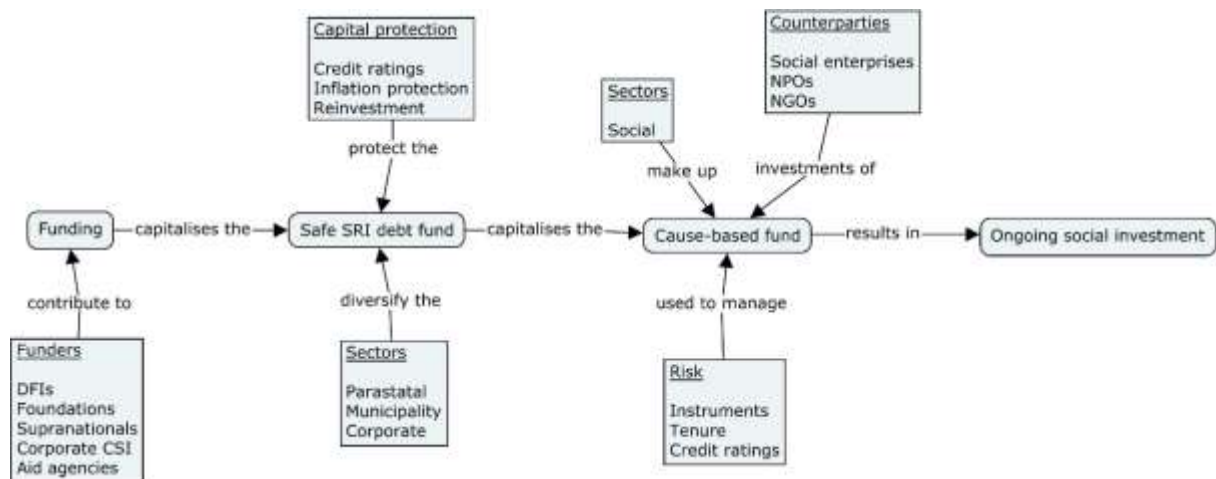 Capital protection
Credit ratings
Inflation protection
Reinvestment
Counterparties
Social enterprises
NPOs
NGOs
Sectors
Social
protect the
make up
investments of
Funding
capitalises the
Safe SRI debt fund
capitalises the
Cause-based fund
results in
Ongoing social investment
contribute to
diversify the
used to manage
Funders
DFIs
Foundations
Supranationals
Corporate CSI
Aid agencies
Sectors
Parastatal
Municipality
Corporate
Risk
Instruments
Tenure
Credit ratings